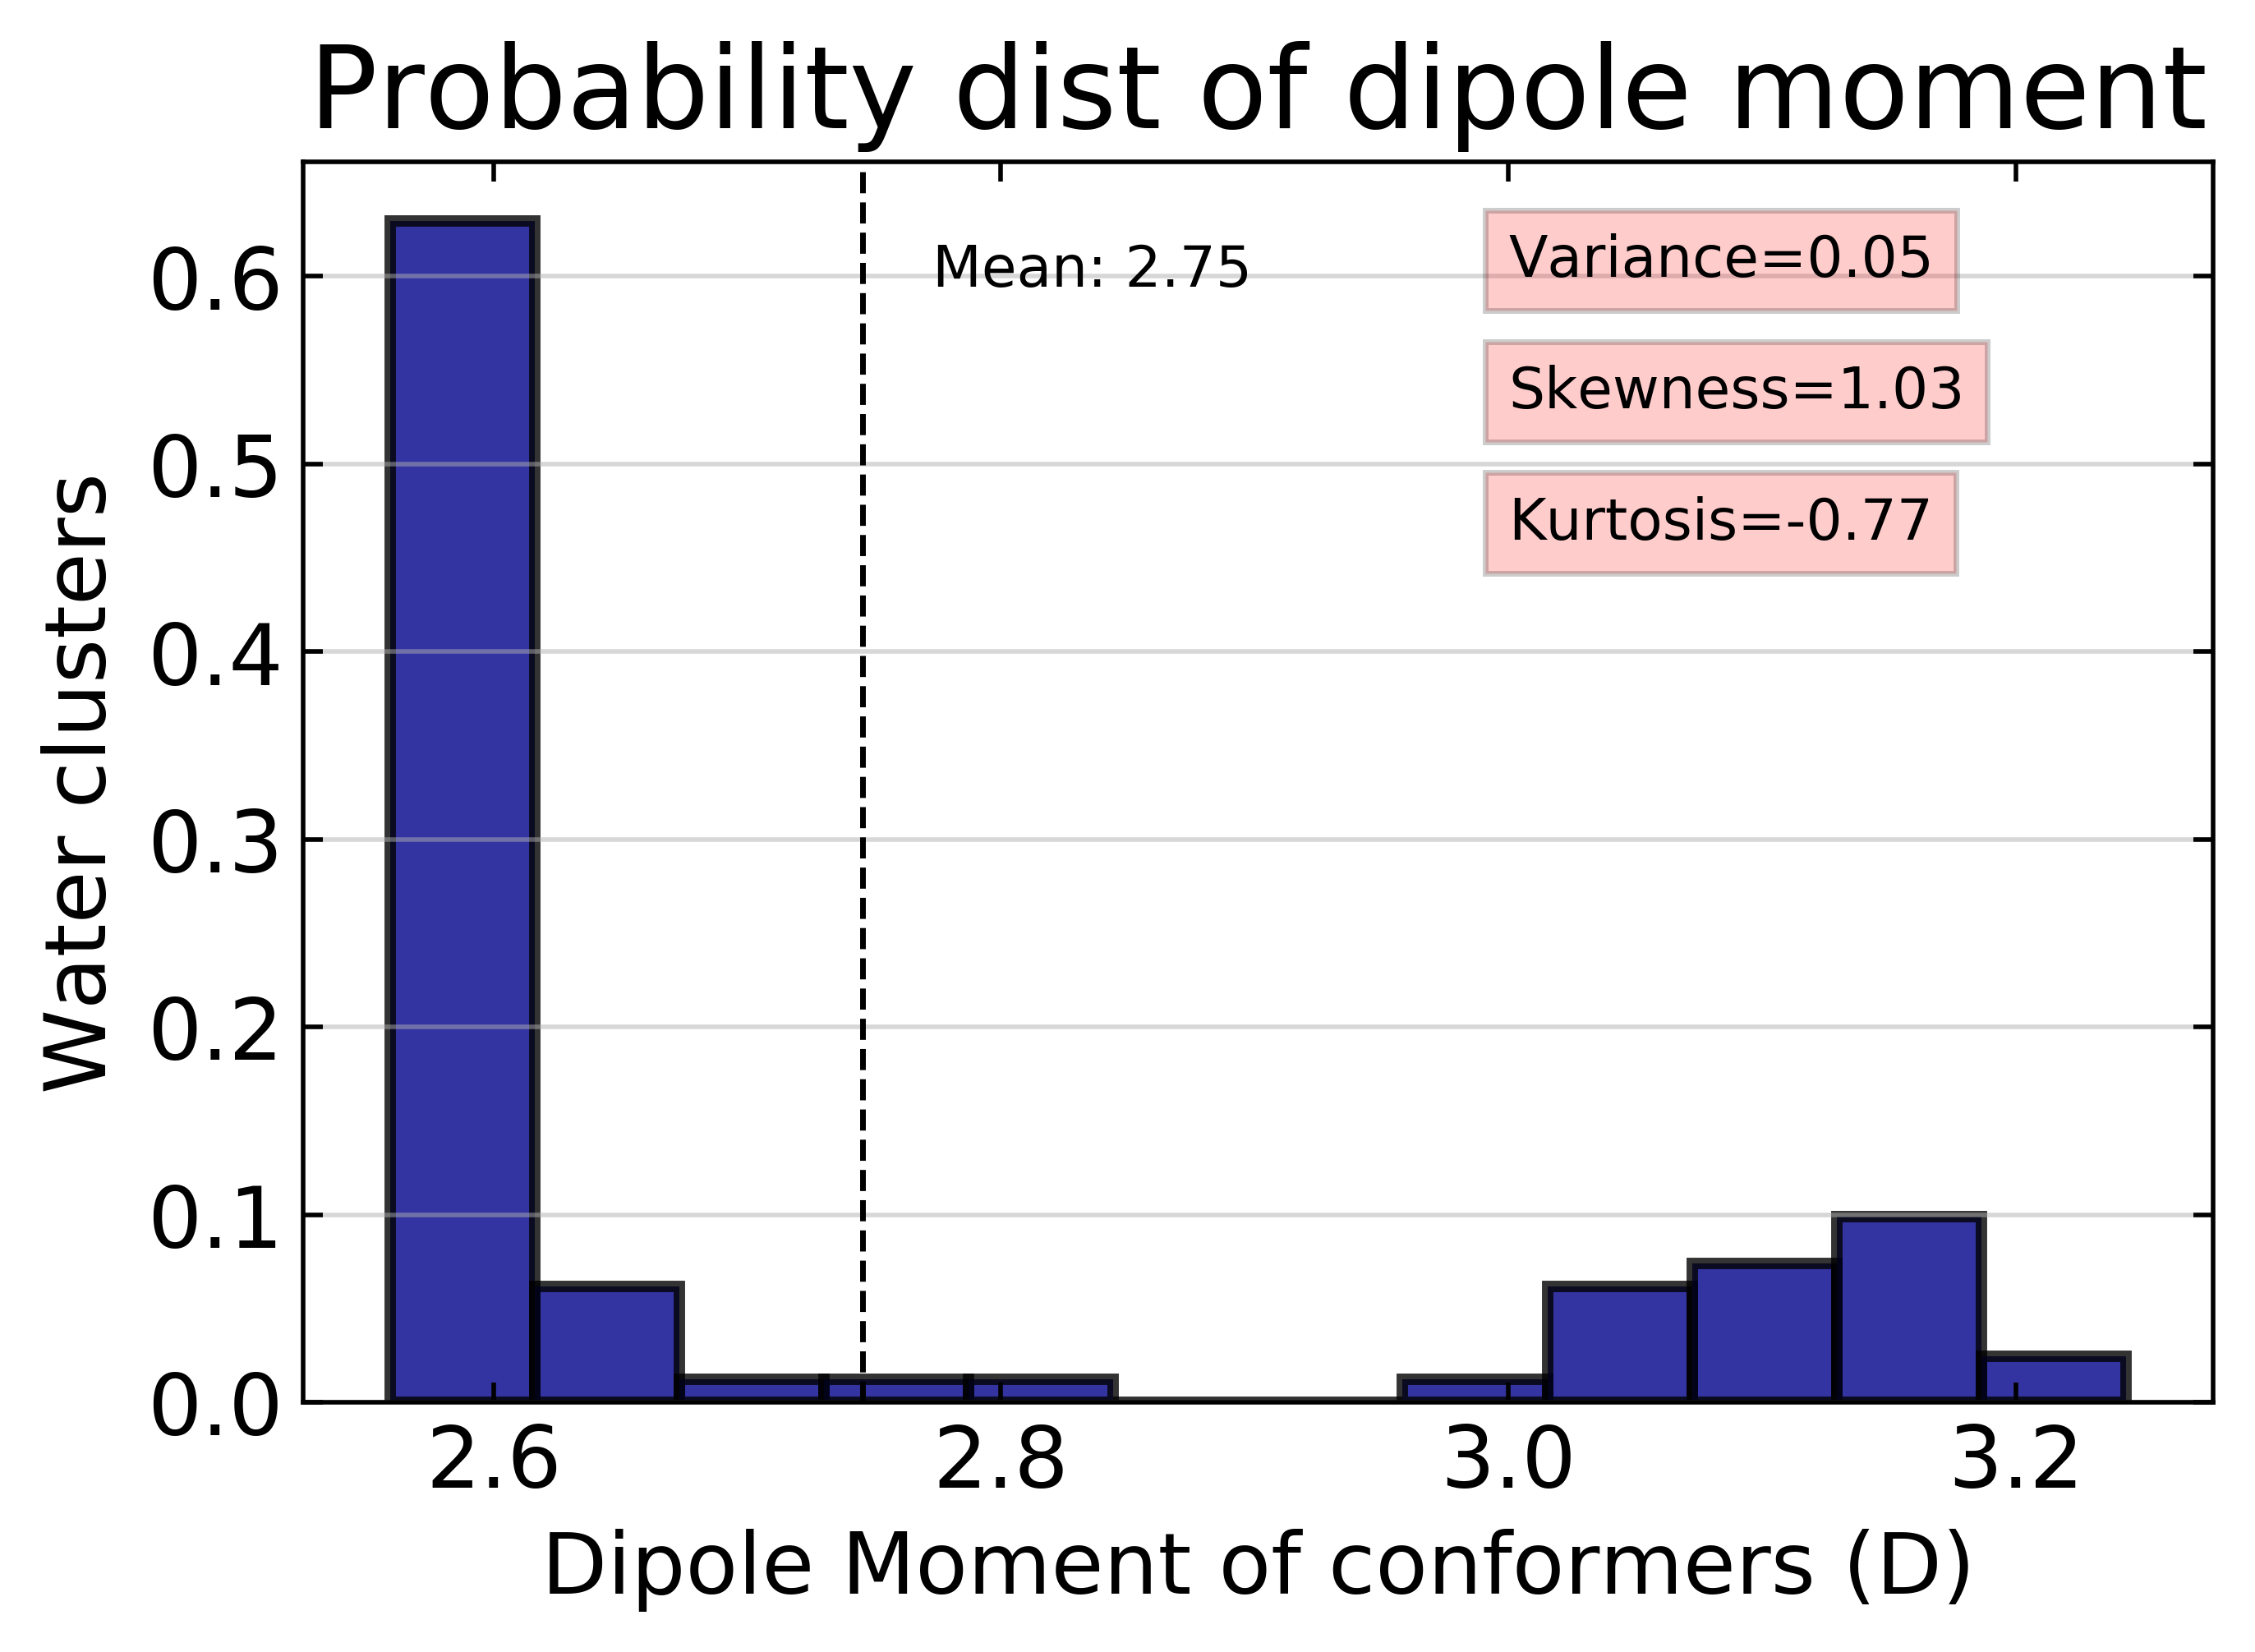 Probability dist of dipole moment
Mean: 2.75
Variance=0.05
Skewness=1.03
Kurtosis=-0.77
Water clusters
0.6
0.5
0.4
0.3
0.2
0.1
0.0
2.6 2.8 3.0 3.2
Dipole Moment of conformers (D)